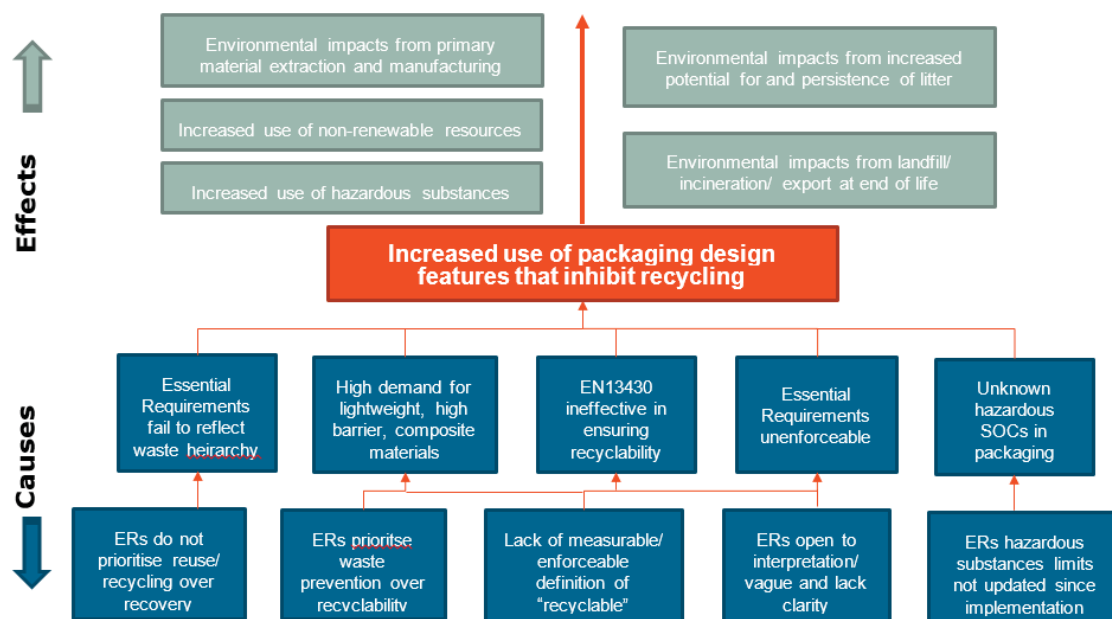 Effects
Environmental impacts from primary
material extraction and manufacturing
Increased use of non-renewable resources
Increased use of hazardous substances
Environmental impacts from increased
potential for and persistence of litter
Environmental impacts from landfill/
incineration/ export at end of life
Increased use of packaging design
features that inhibit recycling
Causes
Essential
Requirements
fail to reflect
waste heirarchy
High demand for
lightweight, high
barrier, composite
materials
EN13430
ineffective in
ensuring
recyclability
Essential
Requirements
unenforceable
Unknown
hazardous
SOCs in
packaging
ERs do not
prioritise reuse/
recycling over
recovery
ERs prioritse
waste
prevention over
recyclability
Lack of measurable/
enforceable
definition of
“recyclable”
ERs open to
interpretation/
vague and lack
clarity
ERs hazardous
substances limits
not updated since
implementation